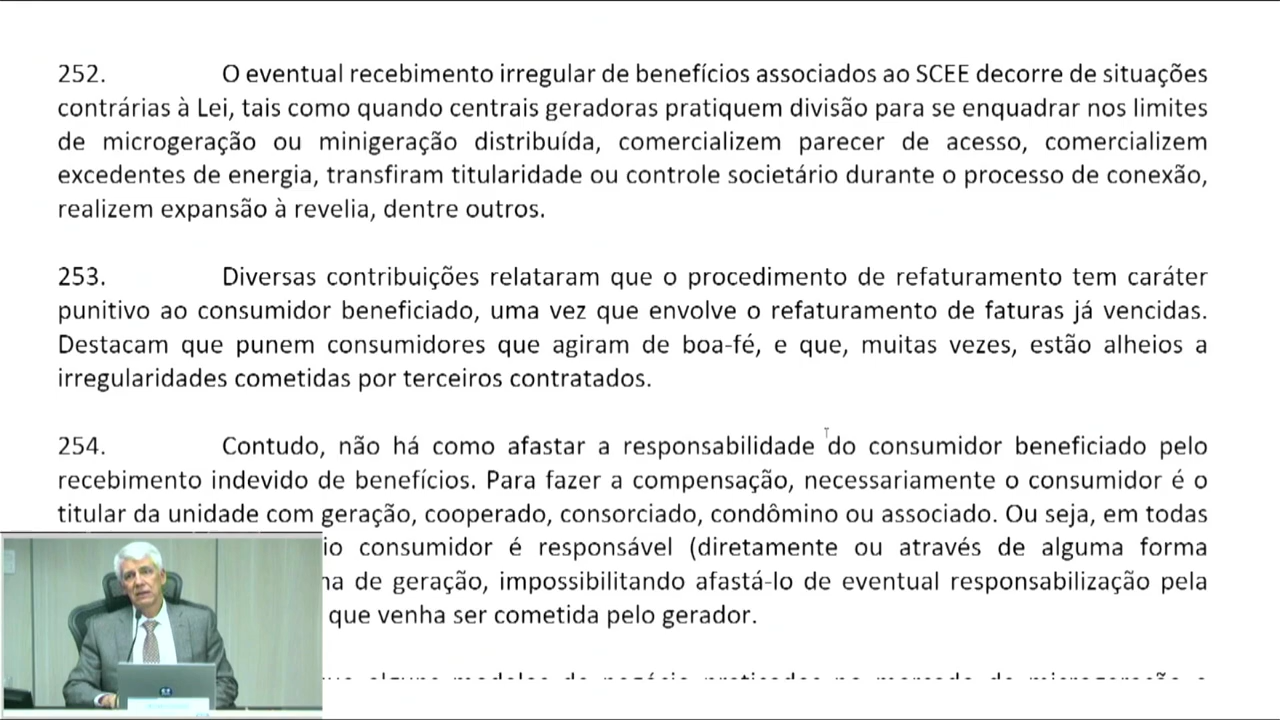 252. O eventual recebimento irregular de benefícios associados ao SCEE decorre de situações
contrárias à Lei, tais como quando centrais geradoras pratiquem divisão para se enquadrar nos limites
de microgeração ou minigeração distribuída, comercializem parecer de acesso, comercializem
excedentes de energia, transfiram titularidade ou controle societário durante o processo de conexão,
realizem expansão à revelia, dentre outros.
253. Diversas contribuições relataram que o procedimento de refaturamento tem caráter
punitivo ao consumidor beneficiado, uma vez que envolve o refaturamento de faturas já vencidas.
Destacam que punem consumidores que agiram de boa-fé, e que, muitas vezes, estão alheios a
irregularidades cometidas por terceiros contratados.
254. Contudo, não há como afastar a responsabilidade do consumidor beneficiado pelo
recebimento indevido de benefícios. Para fazer a compensação, necessariamente o consumidor é o
titular da unidade com geração, cooperado, consorciado, condômino ou associado. Ou seja, em todas
consumidor é responsável (diretamente ou através de alguma forma
de geração, impossibilitando afastá-lo de eventual responsabilização pela
que venha ser cometida pelo gerador.